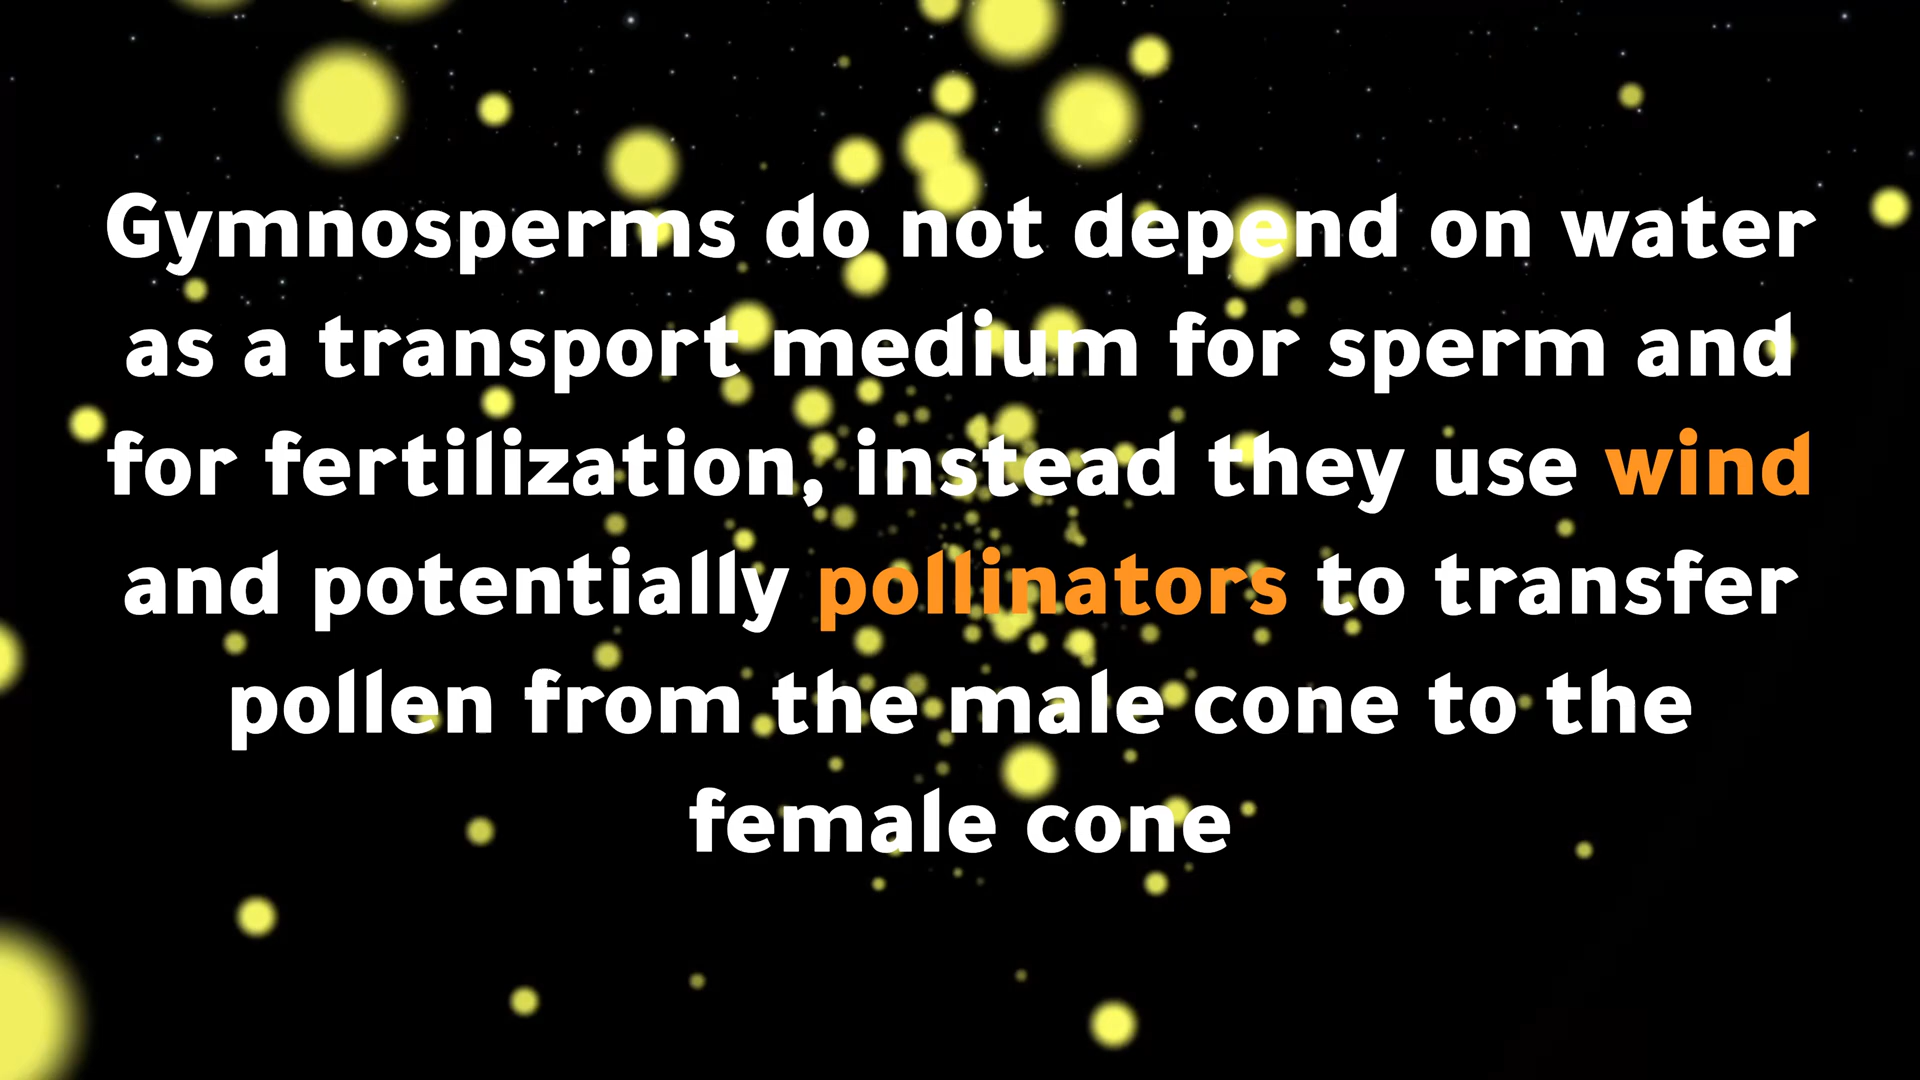 Gymnosperms do not depend on water
as a transport medium for sperm and
for fertilization, instead they use wind
and potentially pollinators to transfer
pollen from the male cone to the
female cone